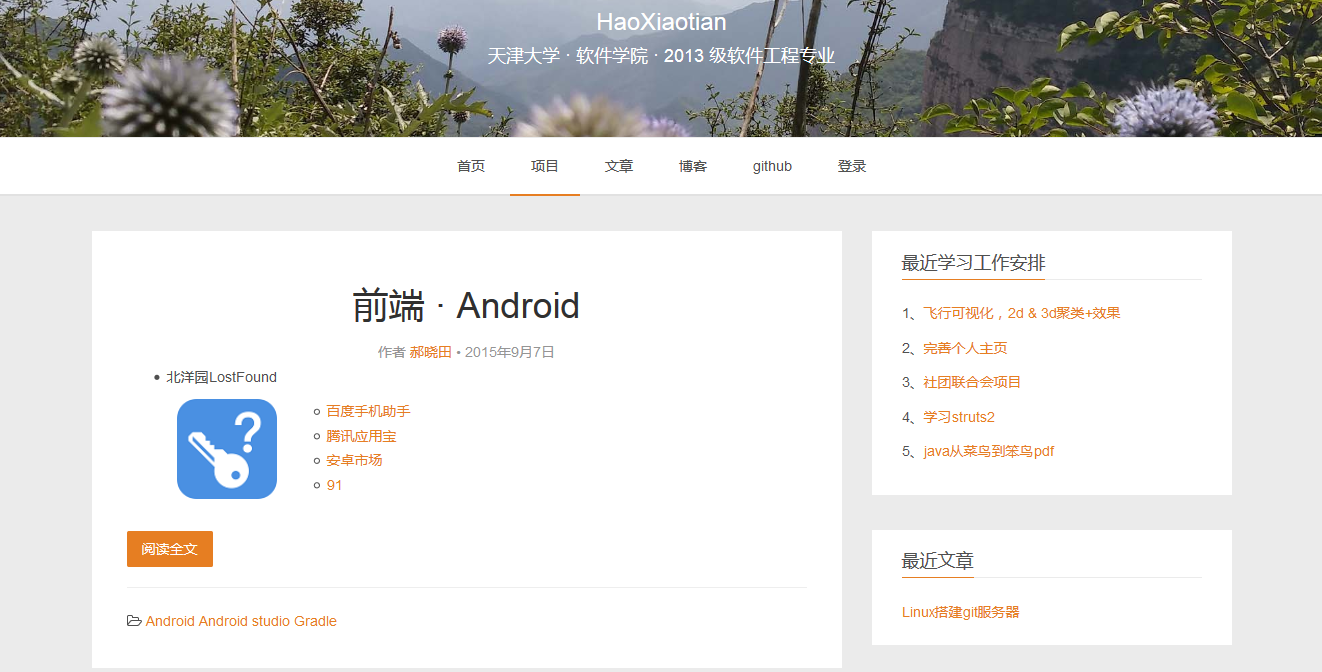 HaoXiaotian
天津大学 · 软件学院 · 2013 级软件工程专业
首页 项目 文章 博客 github 登录
前端 · Android
作者 郝晓田 • 2015年9月7日
北洋园LostFound
?
百度手机助手
腾讯应用宝
安卓市场
91
阅读全文
Android Android studio Gradle
最近学习工作安排
1、飞行可视化，2d & 3d聚类+效果
2、完善个人主页
3、社团联合会项目
4、学习struts2
5、java从菜鸟到笨鸟pdf
最近文章
Linux搭建git服务器